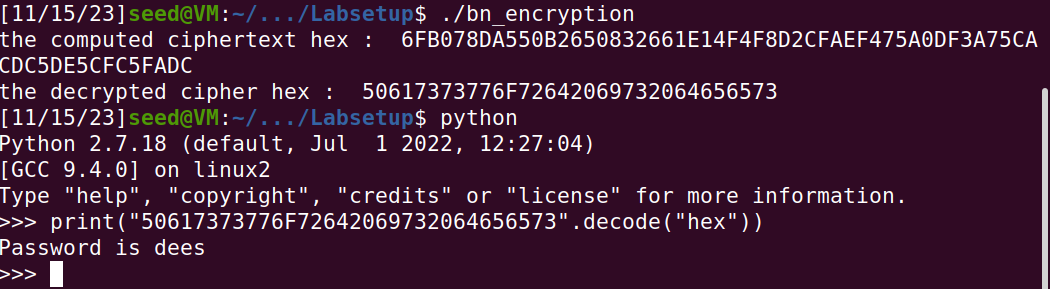 [11/15/23]seed@VM:~/.../Labsetup$ ./bn_encryption
the computed ciphertext hex :  6FB078DA550B2650832661E14F4F8D2CFAEF475A0DF3A75CA
CDC5DE5CFC5FADC
the decrypted cipher hex :  50617373776F72642069732064656573
[11/15/23]seed@VM:~/.../Labsetup$ python
Python 2.7.18 (default, Jul  1 2022, 12:27:04)
[GCC 9.4.0] on linux2
Type "help", "copyright", "credits" or "license" for more information.
>>> print("50617373776F72642069732064656573".decode("hex"))
Password is dees
>>>